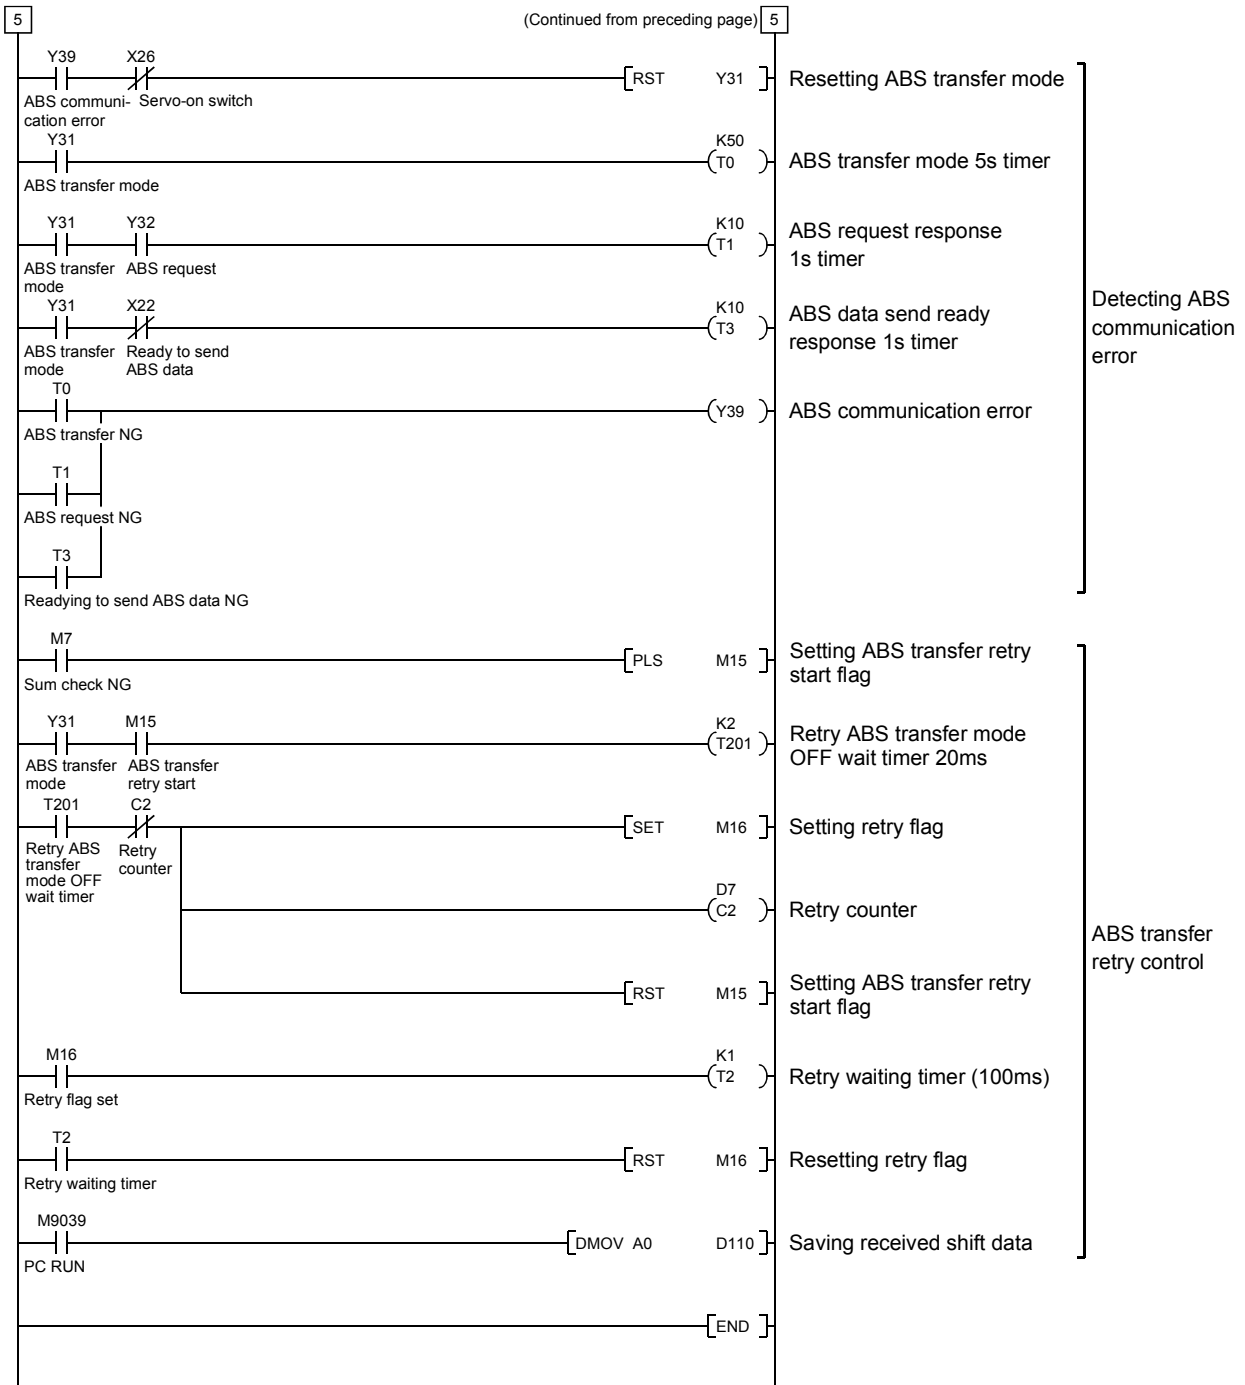 5
(Continued from preceding page)
5
Y39 X26
RST Y31
Resetting ABS transfer mode
ABS communi-
cation error
Servo-on switch
Y31
K50
T0
ABS transfer mode 5s timer
ABS transfer mode
Y31 Y32
K10
T1
ABS request response
1s timer
ABS transfer
mode
ABS request
Y31 X22
K10
T3
ABS data send ready
response 1s timer
ABS transfer
mode
Ready to send
ABS data
Detecting ABS
communication
error
T0
Y39
ABS communication error
ABS transfer NG
T1
ABS request NG
T3
Readying to send ABS data NG
M7
PLS M15
Setting ABS transfer retry
start flag
Sum check NG
Y31 M15
K2
T201
Retry ABS transfer mode
OFF wait timer 20ms
ABS transfer
mode
ABS transfer
retry start
T201 C2
SET M16
Setting retry flag
Retry ABS
transfer
mode OFF
wait timer
Retry
counter
D7
C2
Retry counter
ABS transfer
retry control
RST M15
Setting ABS transfer retry
start flag
M16
K1
T2
Retry waiting timer (100ms)
Retry flag set
T2
RST M16
Resetting retry flag
Retry waiting timer
M9039
DMOV A0 D110
Saving received shift data
PC RUN
END